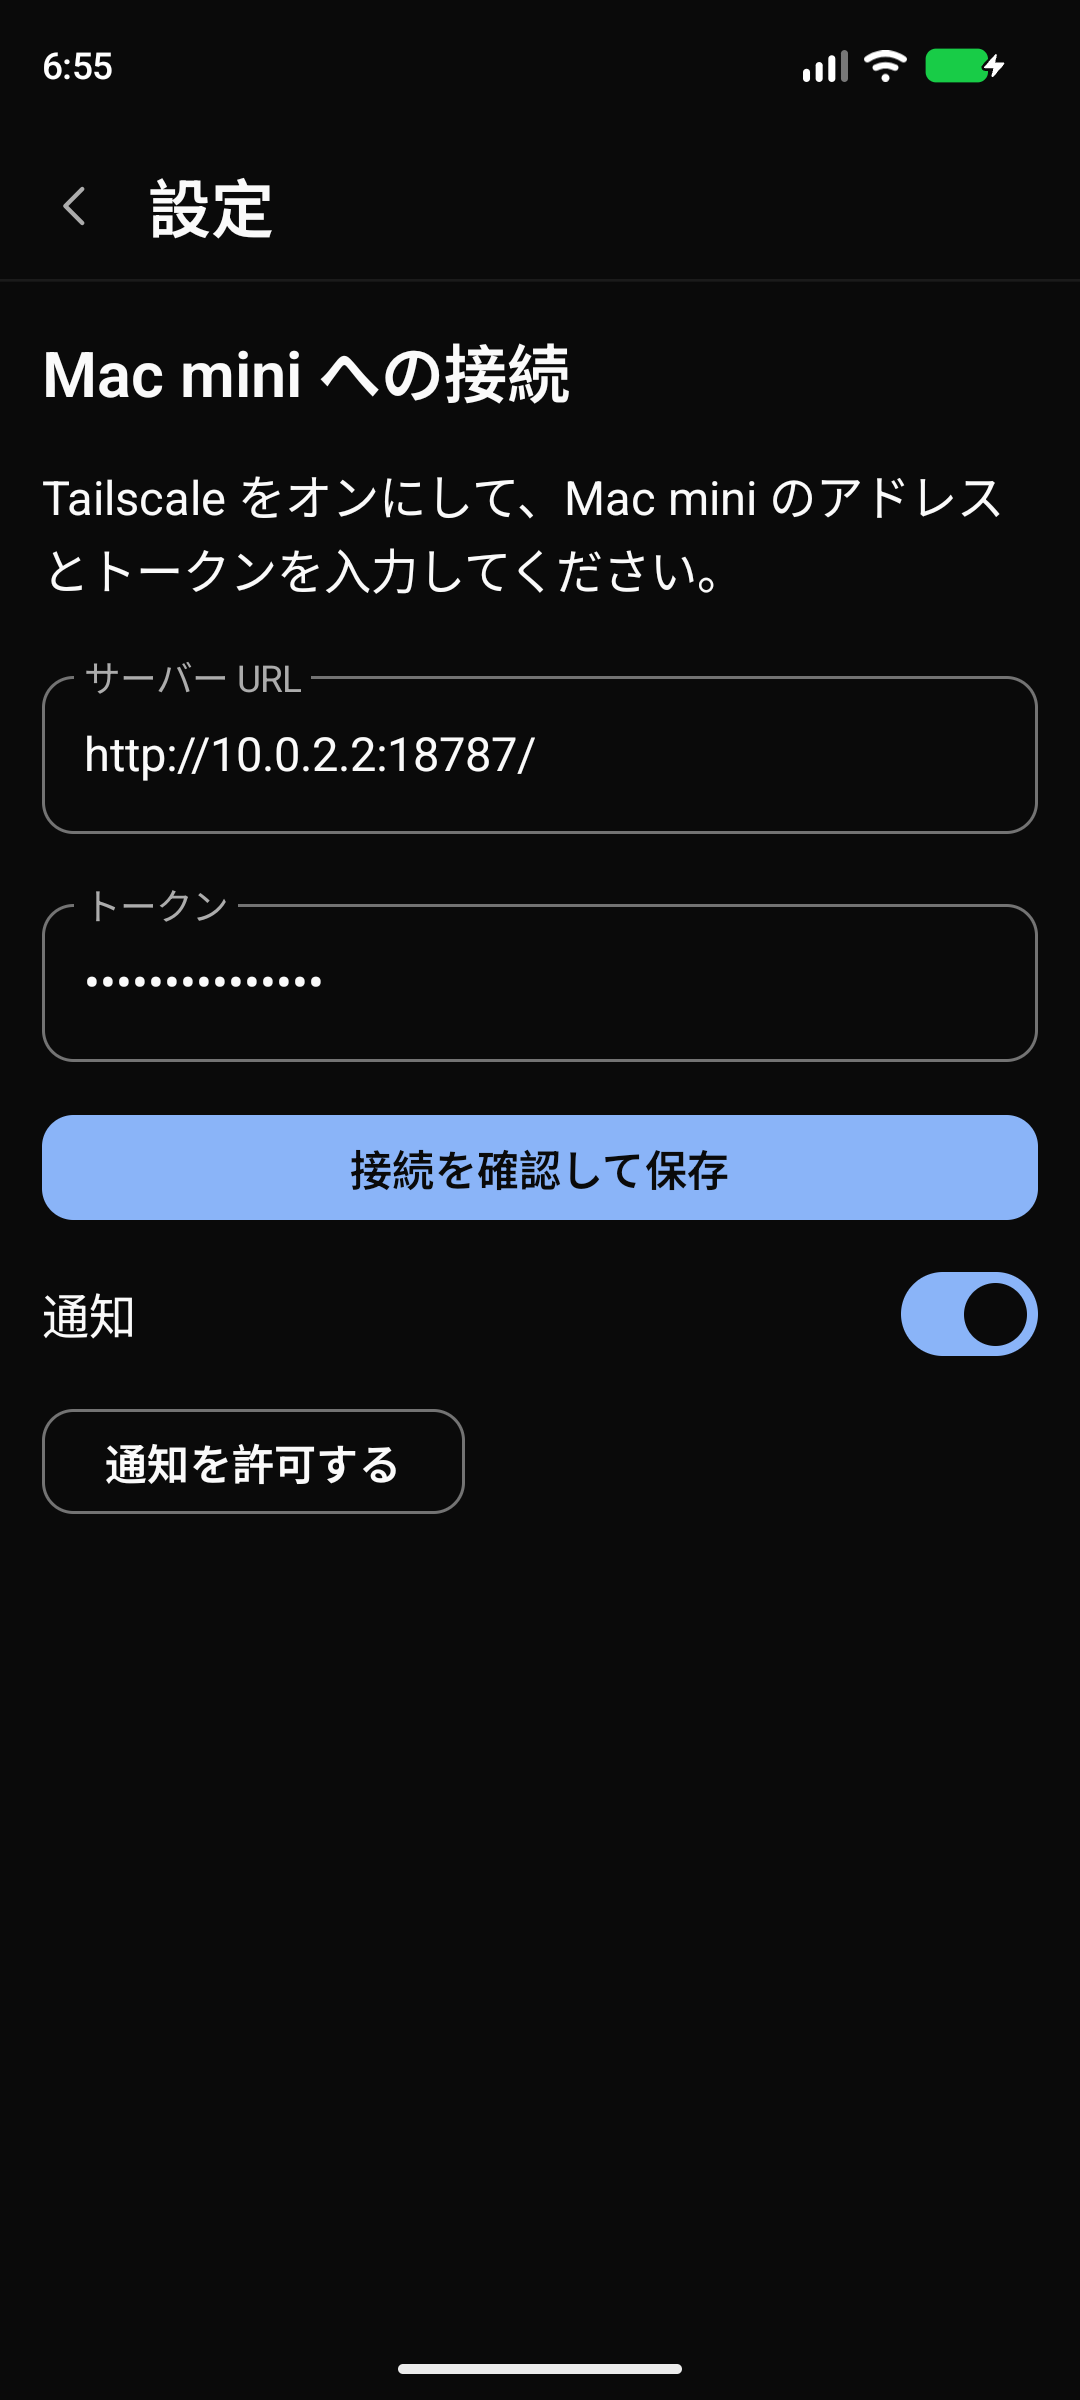 6:55
設定
Mac mini への接続
Tailscale をオンにして、Mac mini のアドレス
とトークンを入力してください。
サーバー URL
http://10.0.2.2:18787/
トークン
•••••••••••••••
接続を確認して保存
通知
通知を許可する